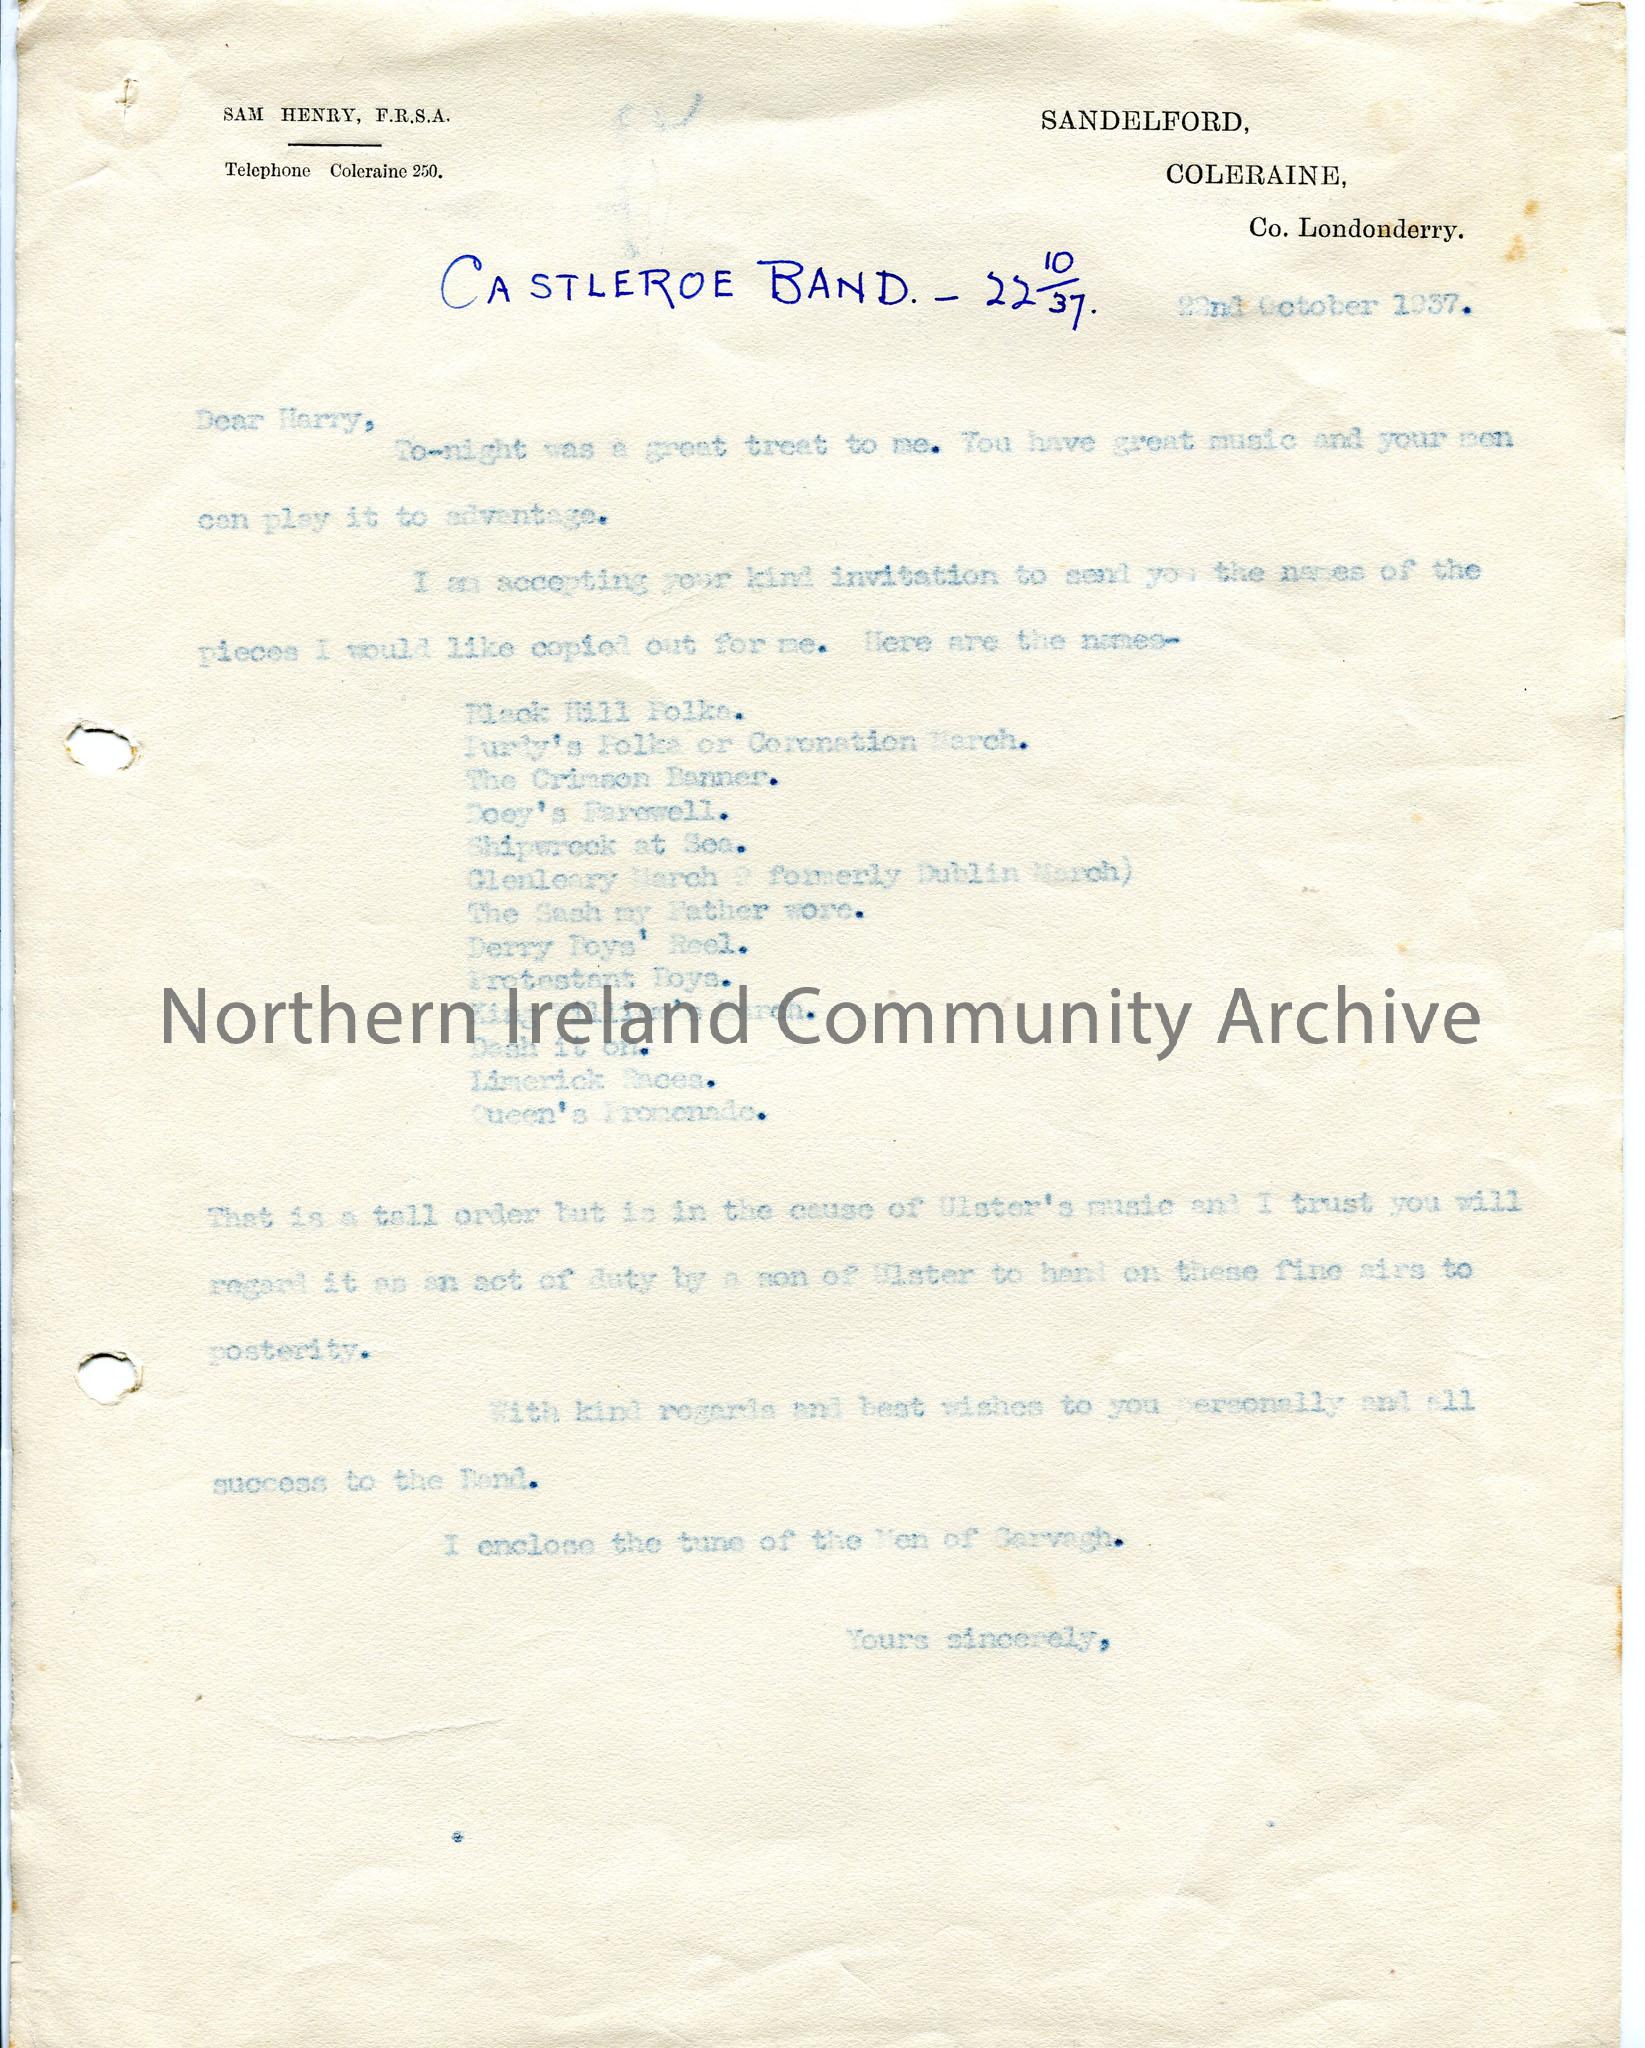 SAM HENRY, F.R.S.A.
Telephone Coleraine 250.
SANDELFORD,
COLERAINE,
Co. Londonderry.
CASTLEROE BAND. - 22 10/37.
22nd October 1937.
Dear Harry,
To-night was a great treat to me. You have great music and your men
can play it to advantage.
I am accepting your kind invitation to send you the names of the
pieces I would like copied out for me. Here are the names-
Black Hill Polka.
Purdy's Polka or Coronation March.
The Crimson Banner.
Doey's Farewell.
Shipwreck at Sea.
Glenleary March ? formerly Dublin March)
The Sash my Father wore.
Derry Boys' Reel.
Protestant Boys.
King William's March.
Northern Ireland Community Archive
Dash it on.
Limerick Races.
Queen's Promenade.
That is a tall order but is in the cause of Ulster's music and I trust you will
regard it as an act of duty by a son of Ulster to hand on these fine airs to
posterity.
With kind regards and best wishes to you personally and all
success to the Band.
I enclose the tune of the Men of Garvagh.
Yours sincerely,